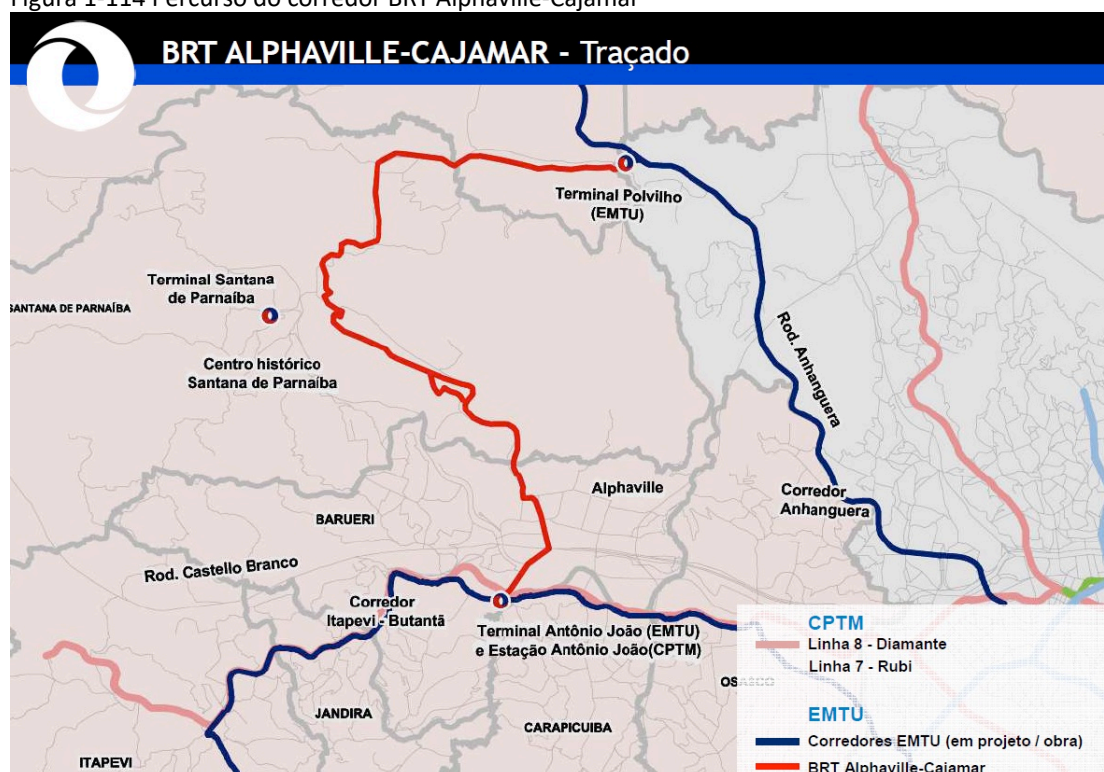 Figura 1-114 Percurso do corredor BRT Alphaville-Cajamar
BRT ALPHAVILLE-CAJAMAR - Traçado
Terminal Polvilho
(EMTU)
Terminal Santana
de Parnaíba
SANTANA DE PARNAÍBA
Centro histórico
Santana de Parnaíba
Rod. Anhanguera
Alphaville
Corredor
Anhanguera
BARUERI
Rod. Castello Branco
Corredor
Itapevi - Butantã
Terminal Antônio João (EMTU)
e Estação Antônio João(CPTM)
OSASCO
JANDIRA
CARAPICUIBA
ITAPEVI
CPTM
Linha 8 - Diamante
Linha 7 - Rubi
EMTU
Corredores EMTU (em projeto / obra)
BRT Alphaville-Cajamar